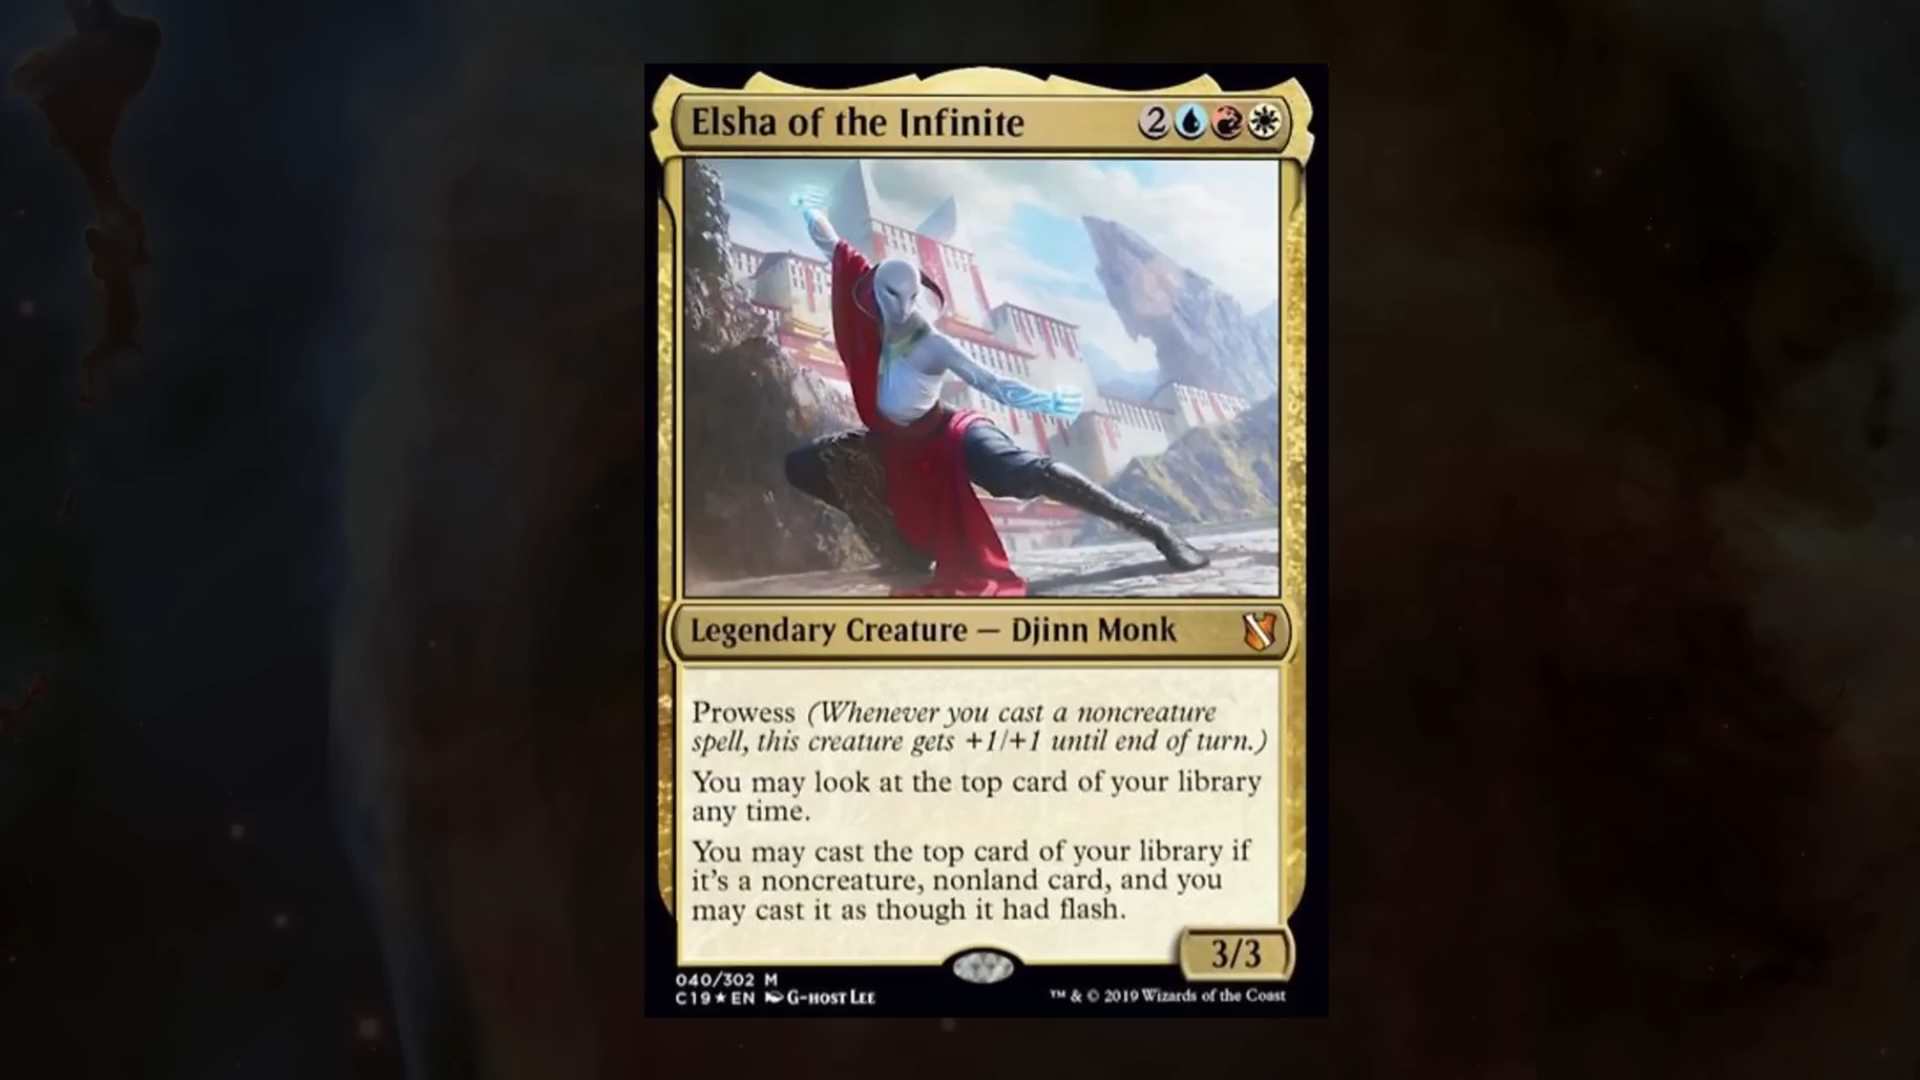 Elsha of the Infinite 2
Legendary Creature — Djinn Monk
Prowess (Whenever you cast a noncreature
spell, this creature gets +1/+1 until end of turn.)
You may look at the top card of your library
any time.
You may cast the top card of your library if
it's a noncreature, nonland card, and you
may cast it as though it had flash.
3/3
040/302 M
C19★EN G-host Lee
™ & © 2019 Wizards of the Coast